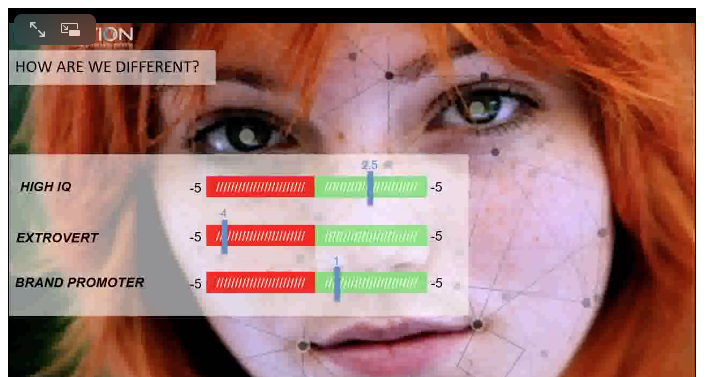 HOW ARE WE DIFFERENT?
2.5
HIGH IQ -5 -5
4
EXTROVERT -5 -5
1
BRAND PROMOTER -5 -5